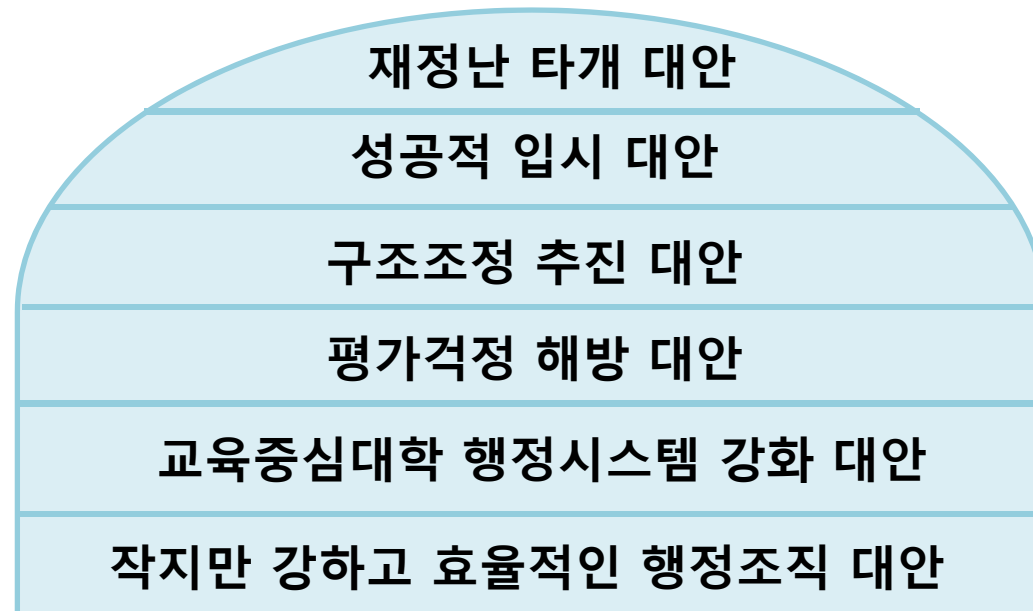 재정난 타개 대안
성공적 입시 대안
구조조정 추진 대안
평가걱정 해방 대안
교육중심대학 행정시스템 강화 대안
작지만 강하고 효율적인 행정조직 대안